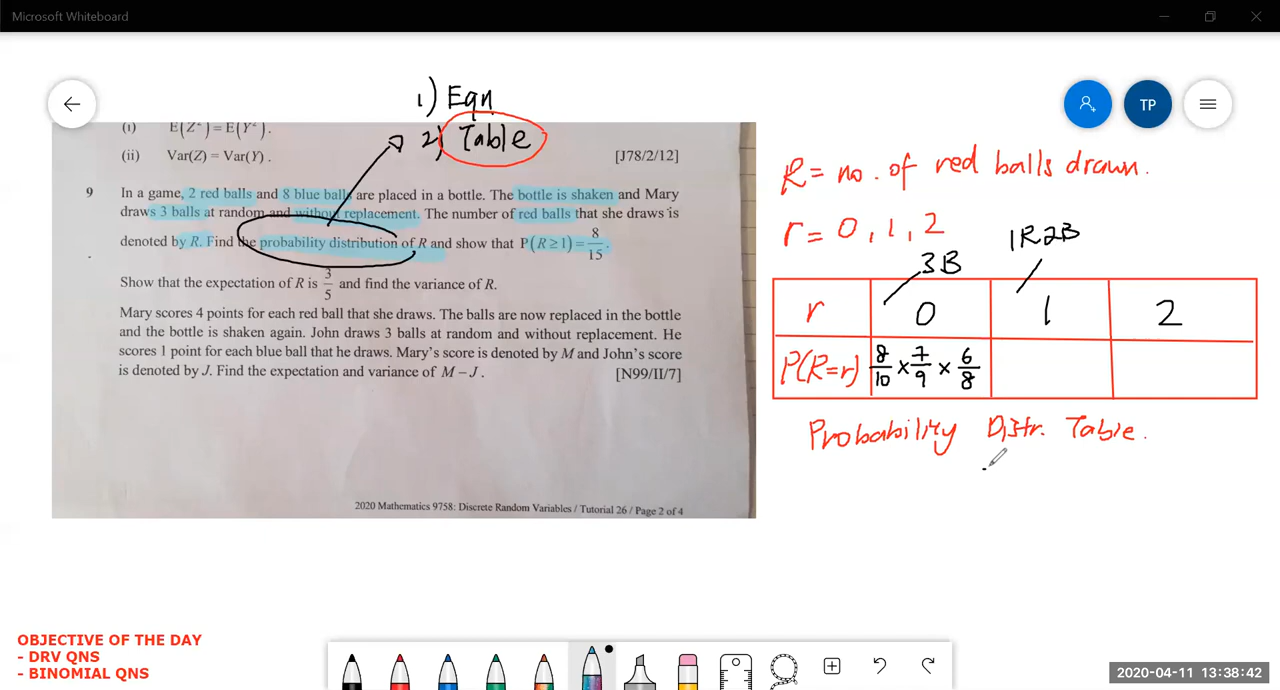 Microsoft Whiteboard
1) Eqn
2) Table
(i) E(Z²) = E(Y²).
(ii) Var(Z) = Var(Y). [J78/2/12]
9 In a game, 2 red balls and 8 blue balls are placed in a bottle. The bottle is shaken and Mary
draws 3 balls at random and without replacement. The number of red balls that she draws is
denoted by R. Find the probability distribution of R and show that P(R ≥ 1) = 8/15.
Show that the expectation of R is 3/5 and find the variance of R.
Mary scores 4 points for each red ball that she draws. The balls are now replaced in the bottle
and the bottle is shaken again. John draws 3 balls at random and without replacement. He
scores 1 point for each blue ball that he draws. Mary's score is denoted by M and John's score
is denoted by J. Find the expectation and variance of M – J. [N99/II/7]
2020 Mathematics 9758: Discrete Random Variables / Tutorial 26 / Page 2 of 4
TP
R = no. of red balls drawn.
r = 0, 1, 2
3B 1R2B
r 0 1 2
P(R=r) 8/10 × 7/9 × 6/8
Probability Distr. Table.
OBJECTIVE OF THE DAY
- DRV QNS
- BINOMIAL QNS
2020-04-11 13:38:42